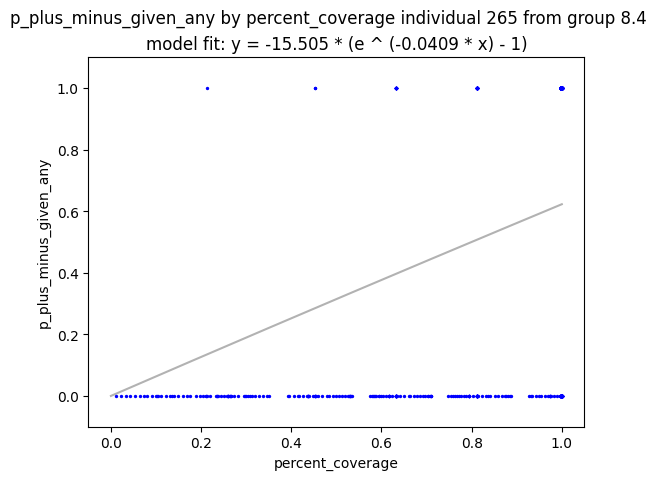 p_plus_minus_given_any by percent_coverage individual 265 from group 8.4
model fit: y = -15.505 * (e ^ (-0.0409 * x) - 1)
1.0
0.8
0.6
0.4
0.2
0.0
p_plus_minus_given_any
0.0 0.2 0.4 0.6 0.8 1.0
percent_coverage